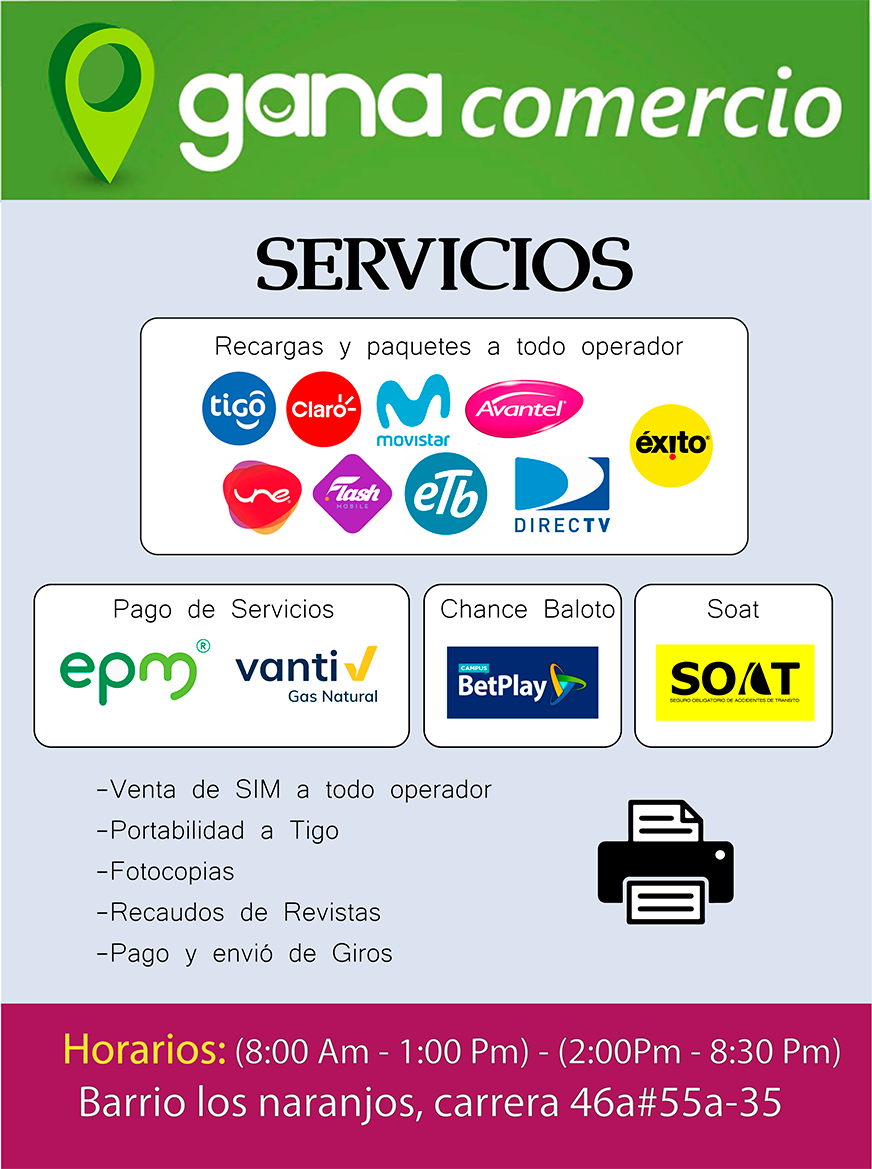 gana comercio
SERVICIOS
Recargas y paquetes a todo operador
tigo
Claro
movistar
Avantel®
éxito®
une®
Flash
MOBILE
eTb
DIRECTV
Pago de Servicios
epm®
vanti
Gas Natural
Chance Baloto
CAMPUS
BetPlay
Soat
SOAT
SEGURO OBLIGATORIO DE ACCIDENTES DE TRANSITO
-Venta de SIM a todo operador
-Portabilidad a Tigo
-Fotocopias
-Recaudos de Revistas
-Pago y envió de Giros
Horarios: (8:00 Am - 1:00 Pm) - (2:00Pm - 8:30 Pm)
Barrio los naranjos, carrera 46a#55a-35